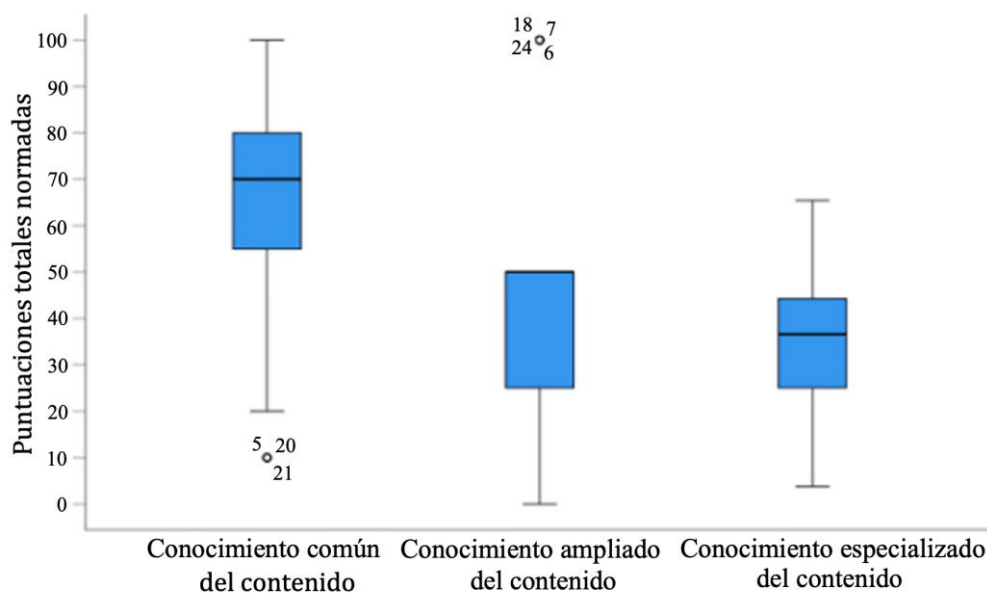 Puntuaciones totales normadas
100
90
80
70
60
50
40
30
20
10
0
18 7
24 6
5 20
21
Conocimiento común
del contenido
Conocimiento ampliado
del contenido
Conocimiento especializado
del contenido